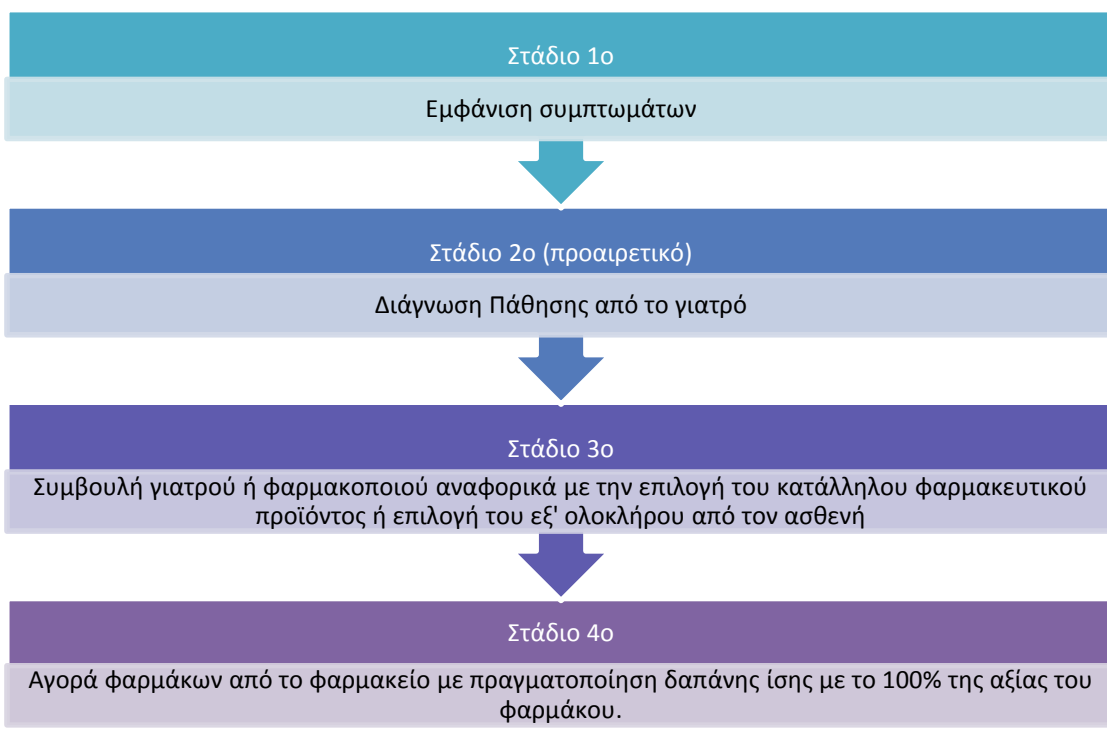 Στάδιο 1ο
Εμφάνιση συμπτωμάτων
Στάδιο 2ο (προαιρετικό)
Διάγνωση Πάθησης από το γιατρό
Στάδιο 3ο
Συμβουλή γιατρού ή φαρμακοποιού αναφορικά με την επιλογή του κατάλληλου φαρμακευτικού
προϊόντος ή επιλογή του εξ' ολοκλήρου από τον ασθενή
Στάδιο 4ο
Αγορά φαρμάκων από το φαρμακείο με πραγματοποίηση δαπάνης ίσης με το 100% της αξίας του
φαρμάκου.